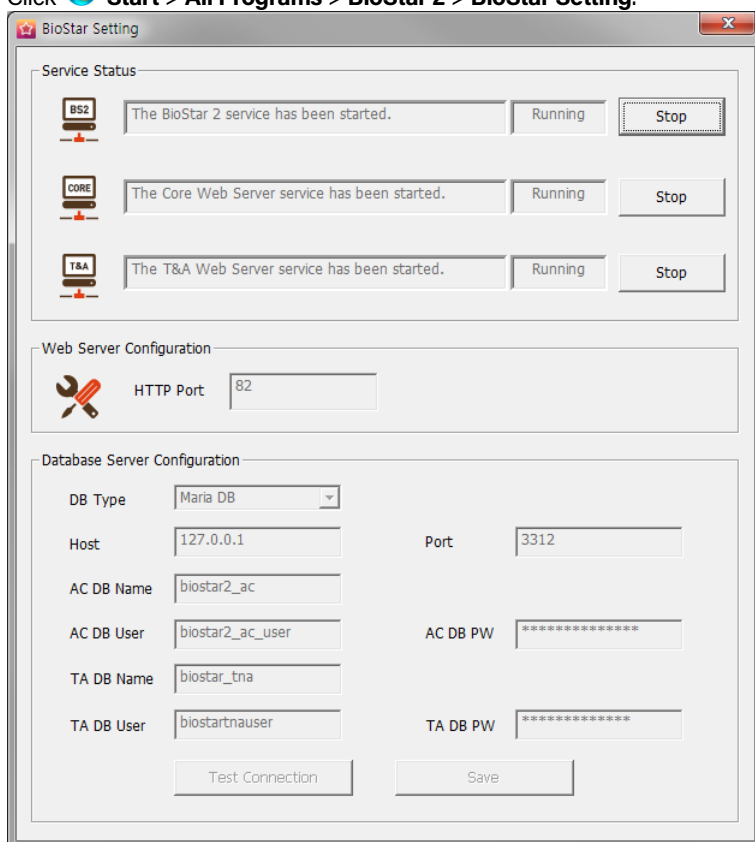 Click Start > All Programs > BioStar 2 > BioStar Setting.
BioStar Setting
Service Status
BS2
The BioStar 2 service has been started. Running Stop
CORE
The Core Web Server service has been started. Running Stop
T&A
The T&A Web Server service has been started. Running Stop
Web Server Configuration
HTTP Port 82
Database Server Configuration
DB Type Maria DB
Host 127.0.0.1 Port 3312
AC DB Name biostar2_ac
AC DB User biostar2_ac_user AC DB PW **************
TA DB Name biostar_tna
TA DB User biostartnauser TA DB PW *************
Test Connection Save